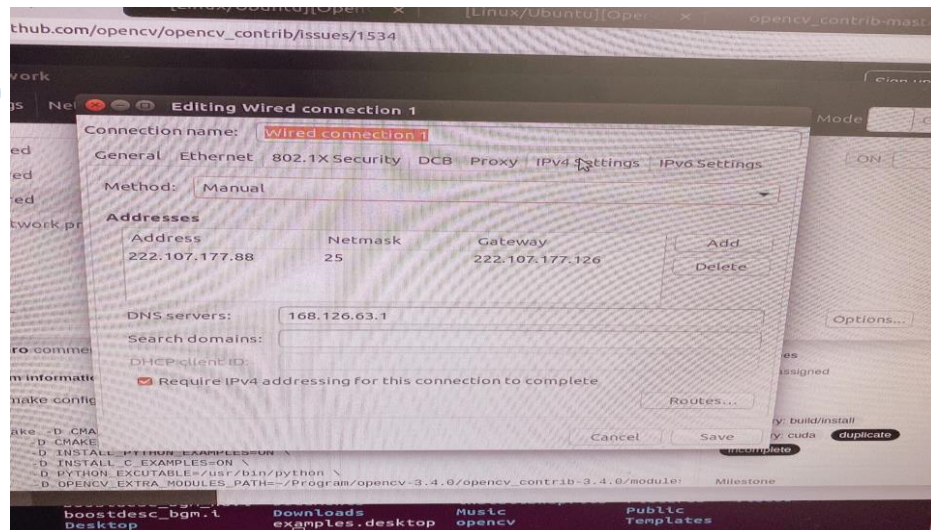 [Linux/Ubuntu][Open
[Linux/Ubuntu][Ope
opencv_contrib-mast
thub.com/opencv/opencv_contrib/issues/1534
work
Sign up
gs Ne
Editing Wired connection 1
Mode
Connection name: Wired connection 1
General Ethernet 802.1X Security DCB Proxy IPv4 Settings IPv6 Settings
ON
Method: Manual
Addresses
Address Netmask Gateway
222.107.177.88 25 222.107.177.126
Add
Delete
DNS servers: 168.126.63.1
Search domains:
DHCP client ID:
Options...
Require IPv4 addressing for this connection to complete
Routes...
Cancel Save
ed
ed
ed
twork pr
ro comme
m informatio
make config
es
assigned
y: build/install
y: cuda duplicate
incomplete
Milestone
ake -D CMA
-D CMAKE
-D INSTALL_PYTHON_EXAMPLES=ON \
-D INSTALL_C_EXAMPLES=ON \
-D PYTHON_EXCUTABLE=/usr/bin/python \
-D OPENCV_EXTRA_MODULES_PATH=~/Program/opencv-3.4.0/opencv_contrib-3.4.0/module
boostdesc_bgm.i Downloads Music Public
Desktop examples.desktop opencv Templates